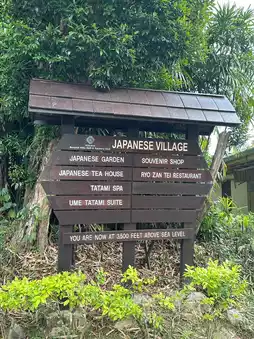 JAPANESE VILLAGE
JAPANESE GARDEN
SOUVENIR SHOP
JAPANESE TEA HOUSE
RYO ZAN TEI RESTAURANT
TATAMI SPA
UME TATAMI SUITE
YOU ARE NOW AT 3500 FEET ABOVE SEA LEVEL